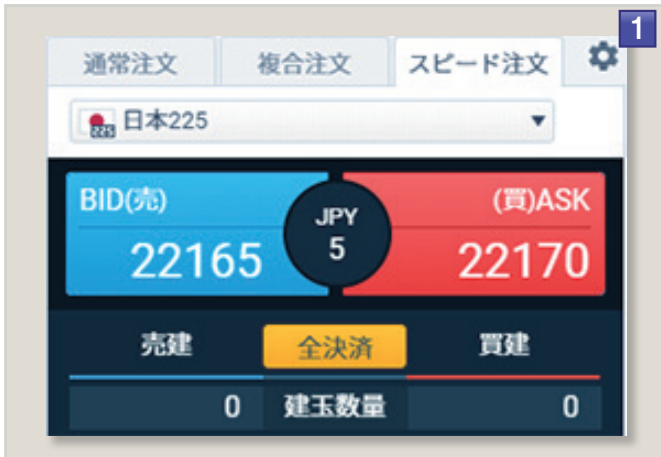 1
通常注文 複合注文 スピード注文
225 日本225
BID(売) JPY (買)ASK
22165 5 22170
売建 全決済 買建
0 建玉数量 0